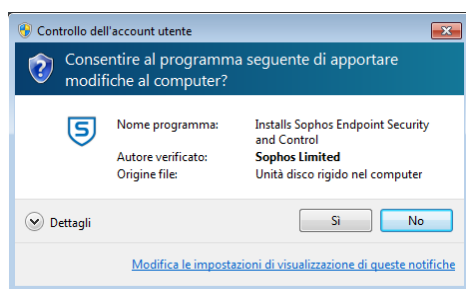 Controllo dell'account utente
Consentire al programma seguente di apportare
modifiche al computer?
Nome programma: Installs Sophos Endpoint Security
and Control
Autore verificato: Sophos Limited
Origine file: Unità disco rigido nel computer
Dettagli Sì No
Modifica le impostazioni di visualizzazione di queste notifiche